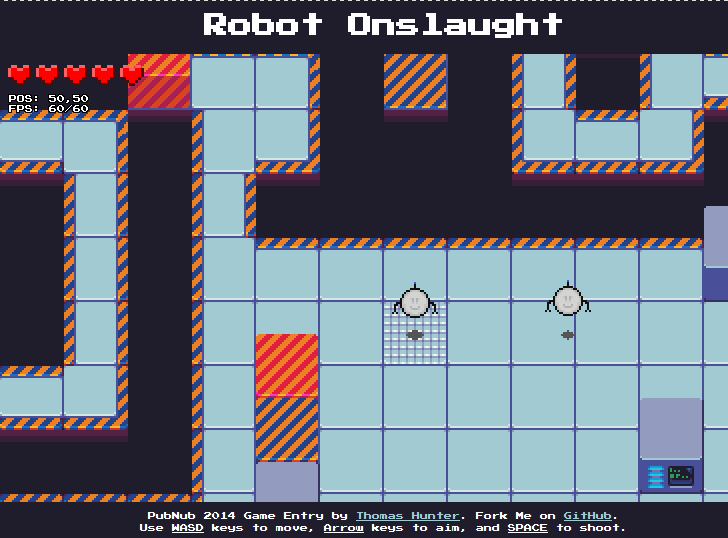 Robot Onslaught
POS: 50,50
FPS: 60/60
PubNub 2014 Game Entry by Thomas Hunter. Fork Me on GitHub.
Use WASD keys to move, Arrow keys to aim, and SPACE to shoot.